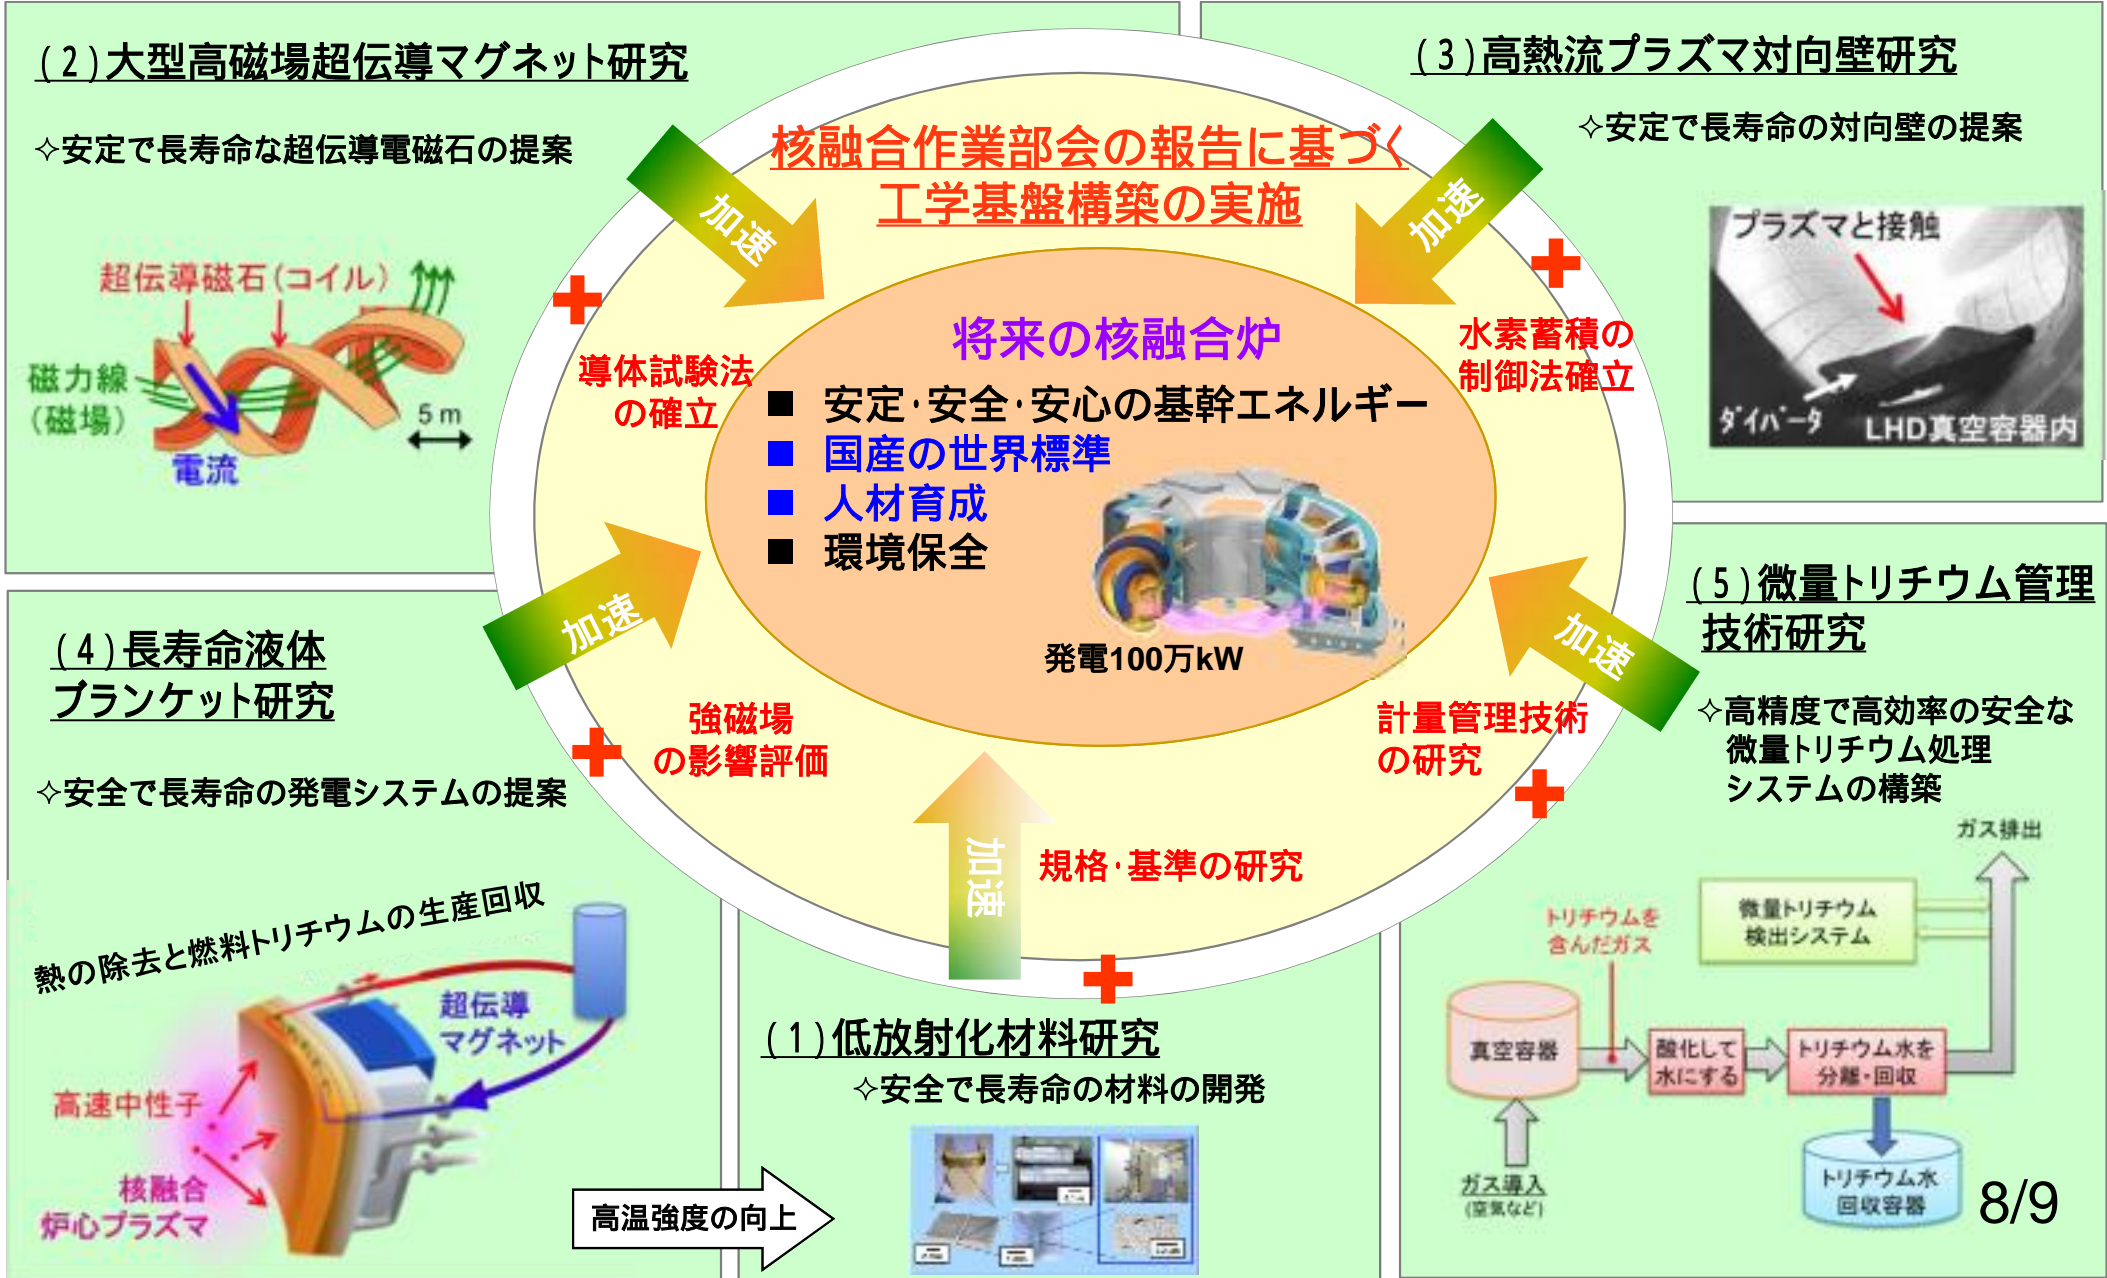 (2)大型高磁場超伝導マグネット研究
✧安定で長寿命な超伝導電磁石の提案
超伝導磁石(コイル)
磁力線
(磁場)
電流
5 m
(3)高熱流プラズマ対向壁研究
✧安定で長寿命の対向壁の提案
プラズマと接触
ダイバータ
LHD真空容器内
核融合作業部会の報告に基づく
工学基盤構築の実施
加速
加速
導体試験法
の確立
水素蓄積の
制御法確立
将来の核融合炉
■ 安定・安全・安心の基幹エネルギー
■ 国産の世界標準
■ 人材育成
■ 環境保全
発電100万kW
加速
加速
強磁場
の影響評価
計量管理技術
の研究
加速
規格・基準の研究
(4)長寿命液体
ブランケット研究
✧安全で長寿命の発電システムの提案
熱の除去と燃料トリチウムの生産回収
超伝導
マグネット
高速中性子
核融合
炉心プラズマ
高温強度の向上
(1)低放射化材料研究
✧安全で長寿命の材料の開発
(5)微量トリチウム管理
技術研究
✧高精度で高効率の安全な
微量トリチウム処理
システムの構築
ガス排出
微量トリチウム
検出システム
トリチウムを
含んだガス
真空容器
酸化して
水にする
トリチウム水を
分離・回収
ガス導入
(空気など)
トリチウム水
回収容器
8/9